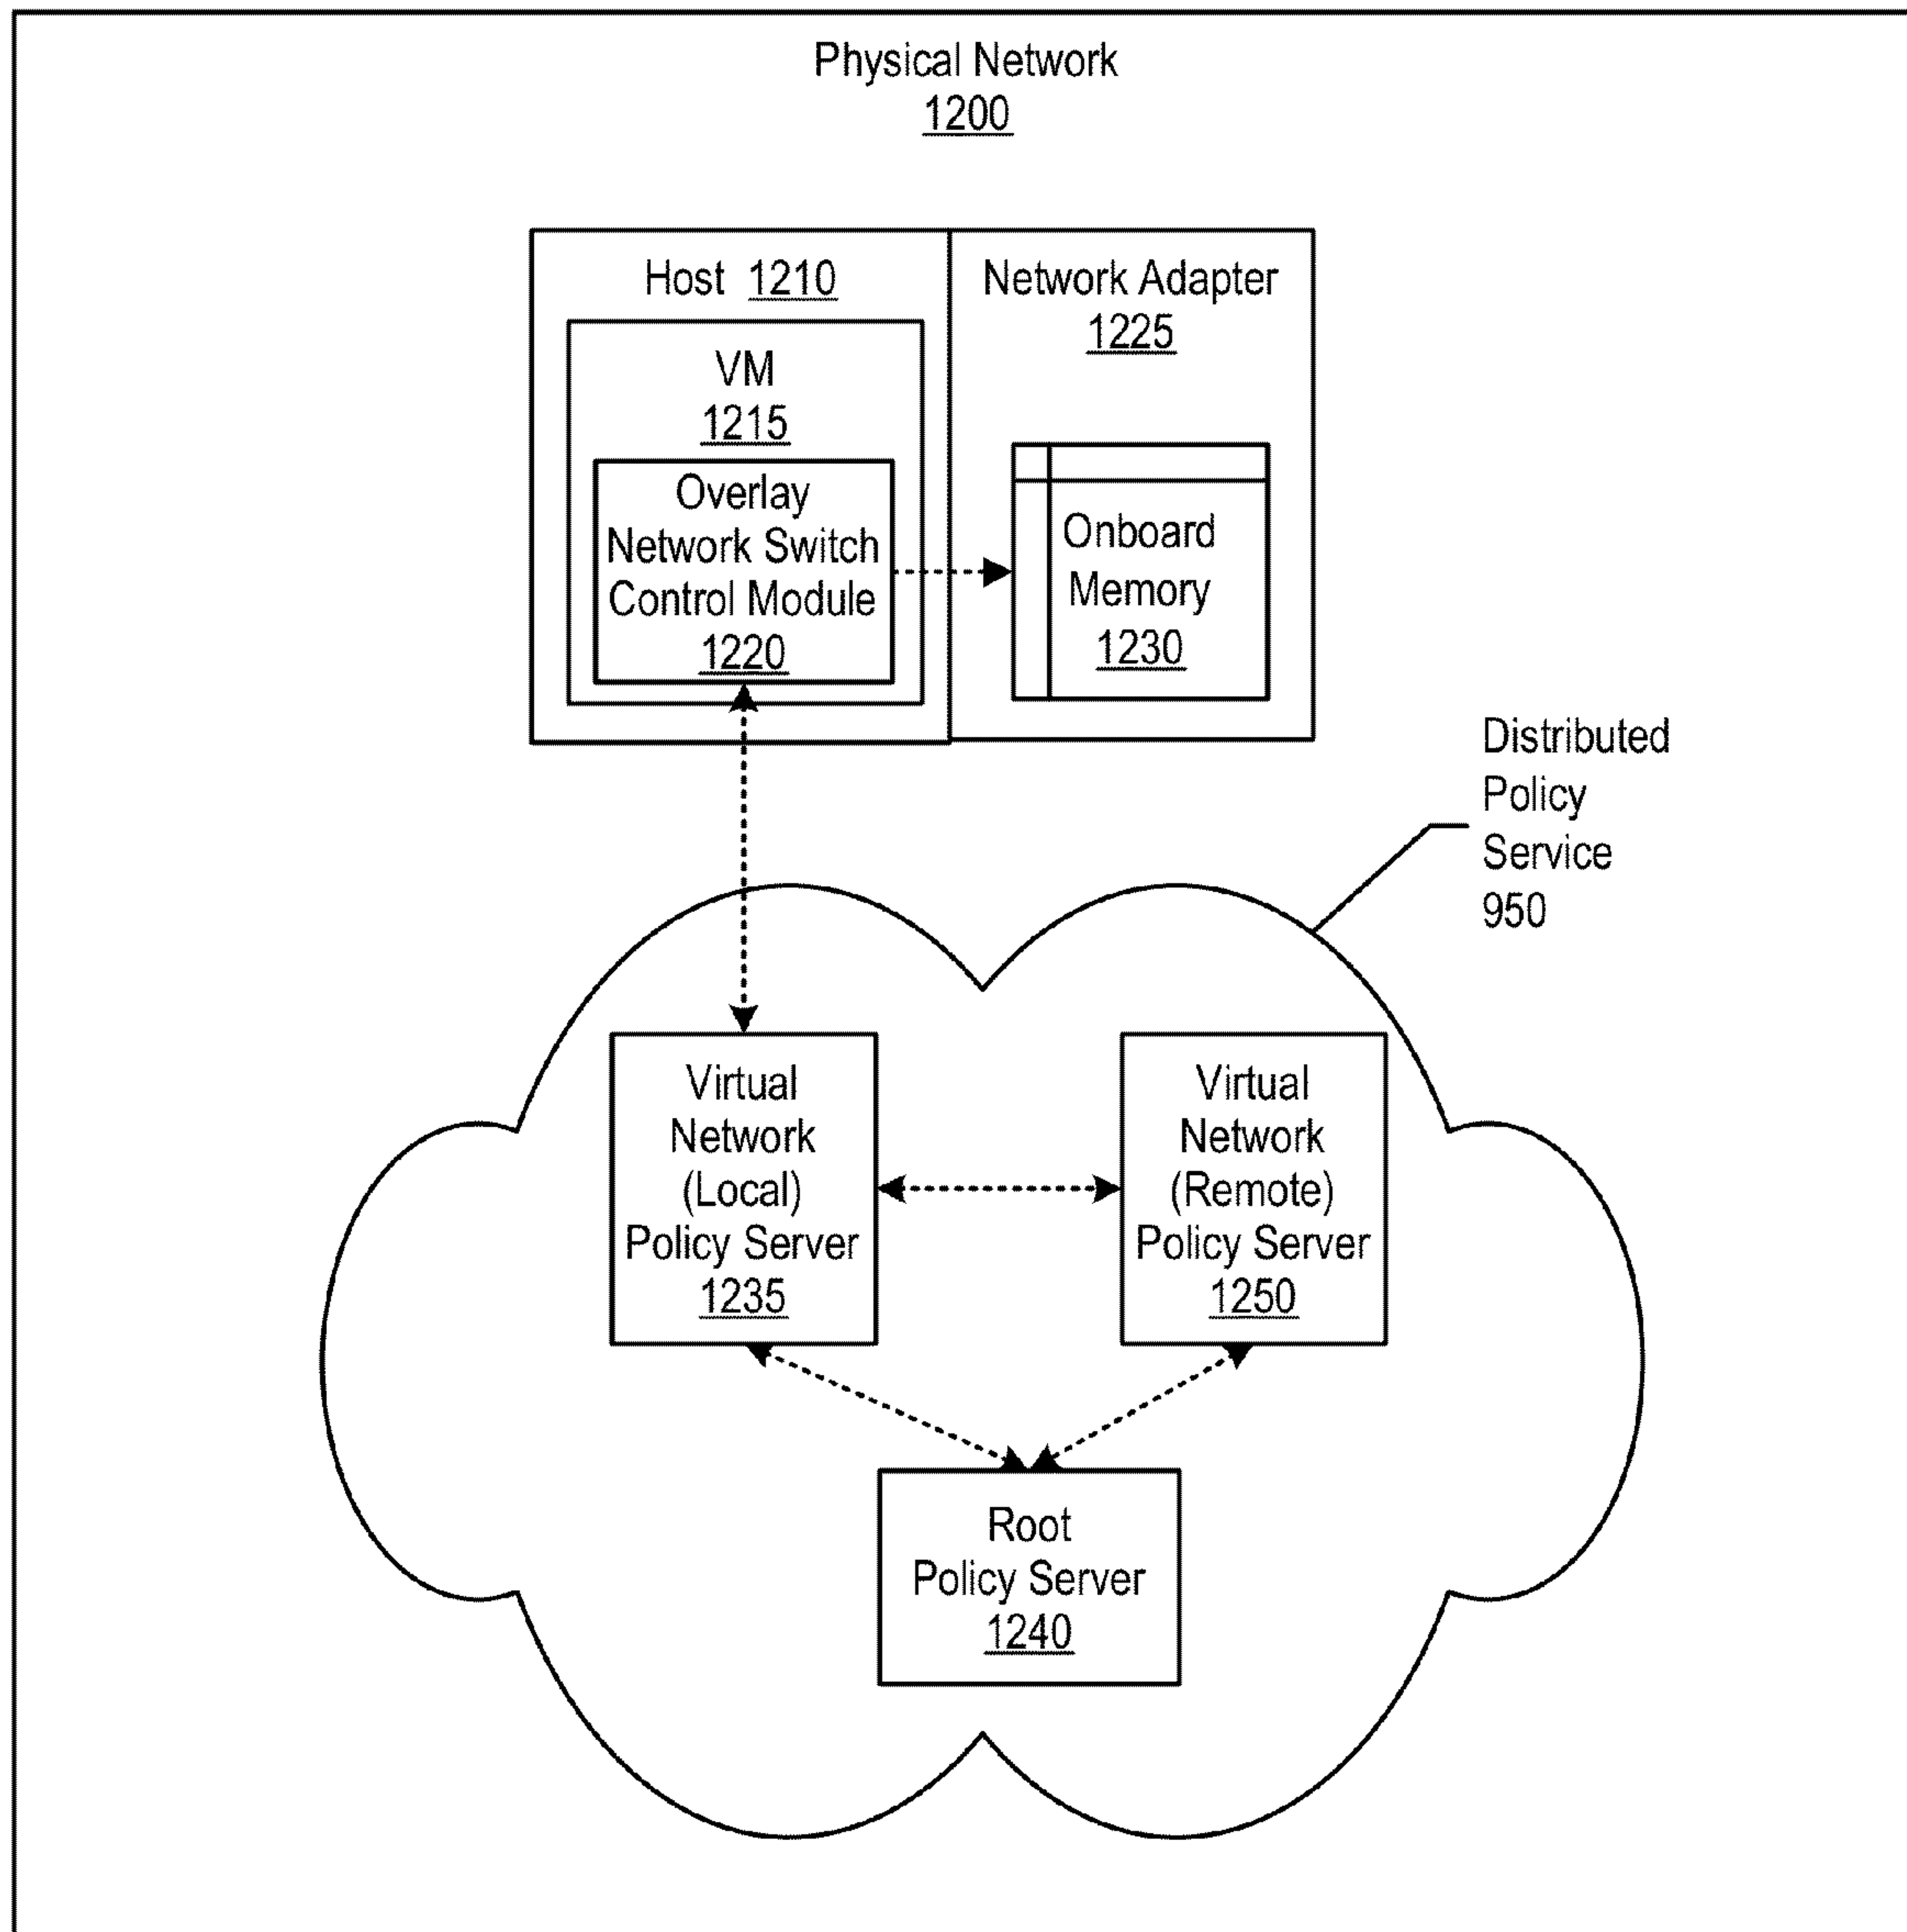 Physical Network
1200
Host 1210
Network Adapter
1225
VM
1215
Overlay
Network Switch
Control Module
1220
Onboard
Memory
1230
Distributed
Policy
Service
950
Virtual
Network
(Local)
Policy Server
1235
Virtual
Network
(Remote)
Policy Server
1250
Root
Policy Server
1240